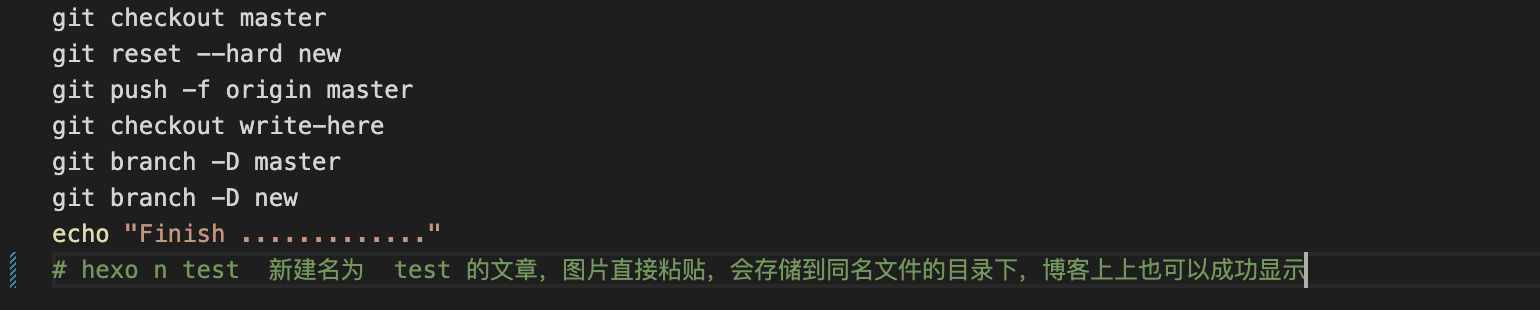 git checkout master
git reset --hard new
git push -f origin master
git checkout write-here
git branch -D master
git branch -D new
echo "Finish ............."
# hexo n test  新建名为  test 的文章，图片直接粘贴，会存储到同名文件的目录下，博客上上也可以成功显示